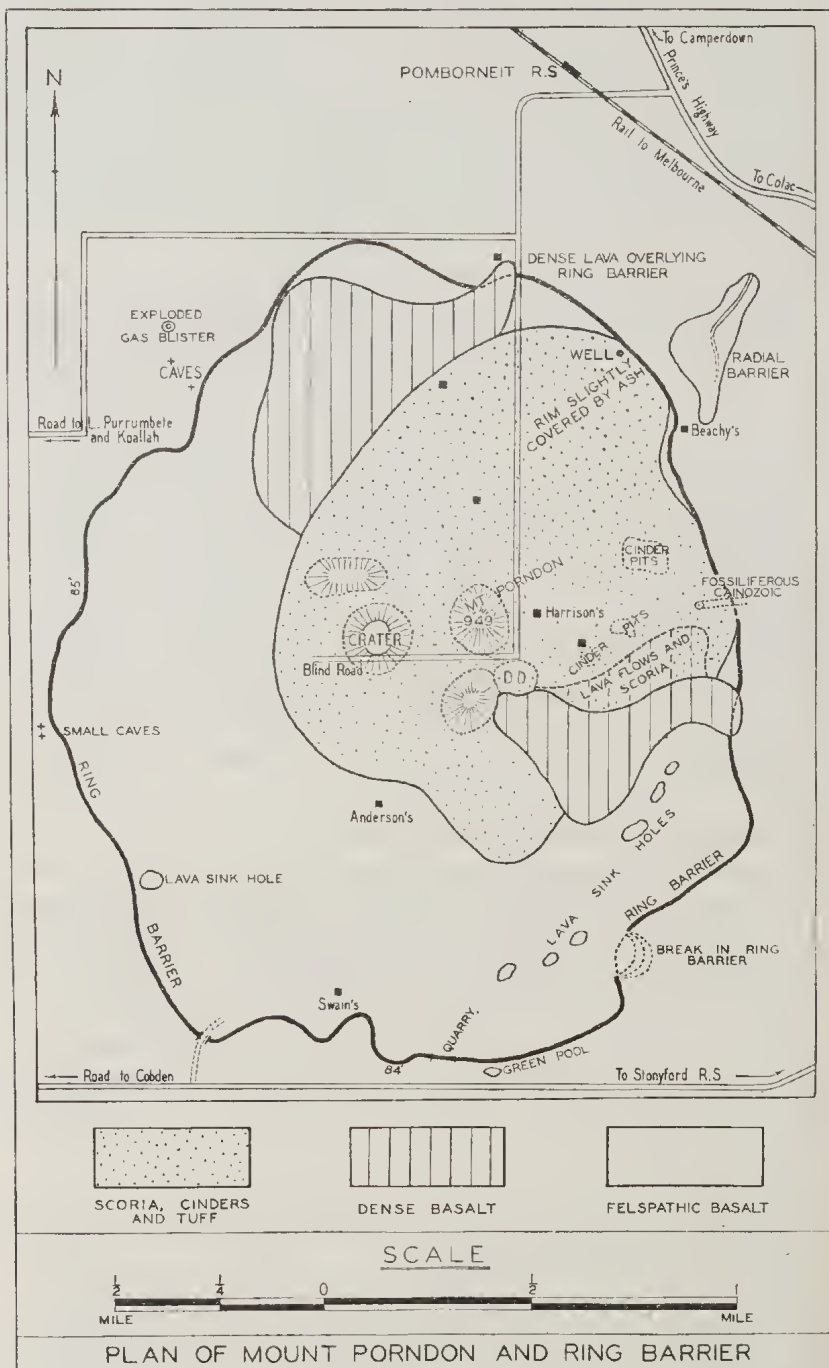 To Camperdown
Prince's Highway
POMBORNEIT R.S
N
Rail to Melbourne
To Colac
DENSE LAVA OVERLYING
RING BARRIER
EXPLODED
GAS BLISTER
CAVES
WELL
RADIAL
BARRIER
RIM SLIGHTLY
COVERED BY ASH
Road to L. Purrumbete
and Koallah
Beachy's
85'
CINDER
PITS
FOSSILIFEROUS
CAINOZOIC
MT PORNDON
949
Harrison's
CRATER
PITS
CINDER
Blind Road
D.D
LAVA FLOWS AND
SCORIA
SMALL CAVES
RING
Anderson's
LAVA SINK HOLES
LAVA SINK HOLE
RING BARRIER
BARRIER
BREAK IN RING
BARRIER
Swain's
QUARRY.
84'
GREEN POOL
Road to Cobden
To Stonyford R.S
SCORIA, CINDERS
AND TUFF
DENSE BASALT
FELSPATHIC BASALT
SCALE
1/2 1/4 0 1/2 1
MILE MILE
PLAN OF MOUNT PORNDON AND RING BARRIER